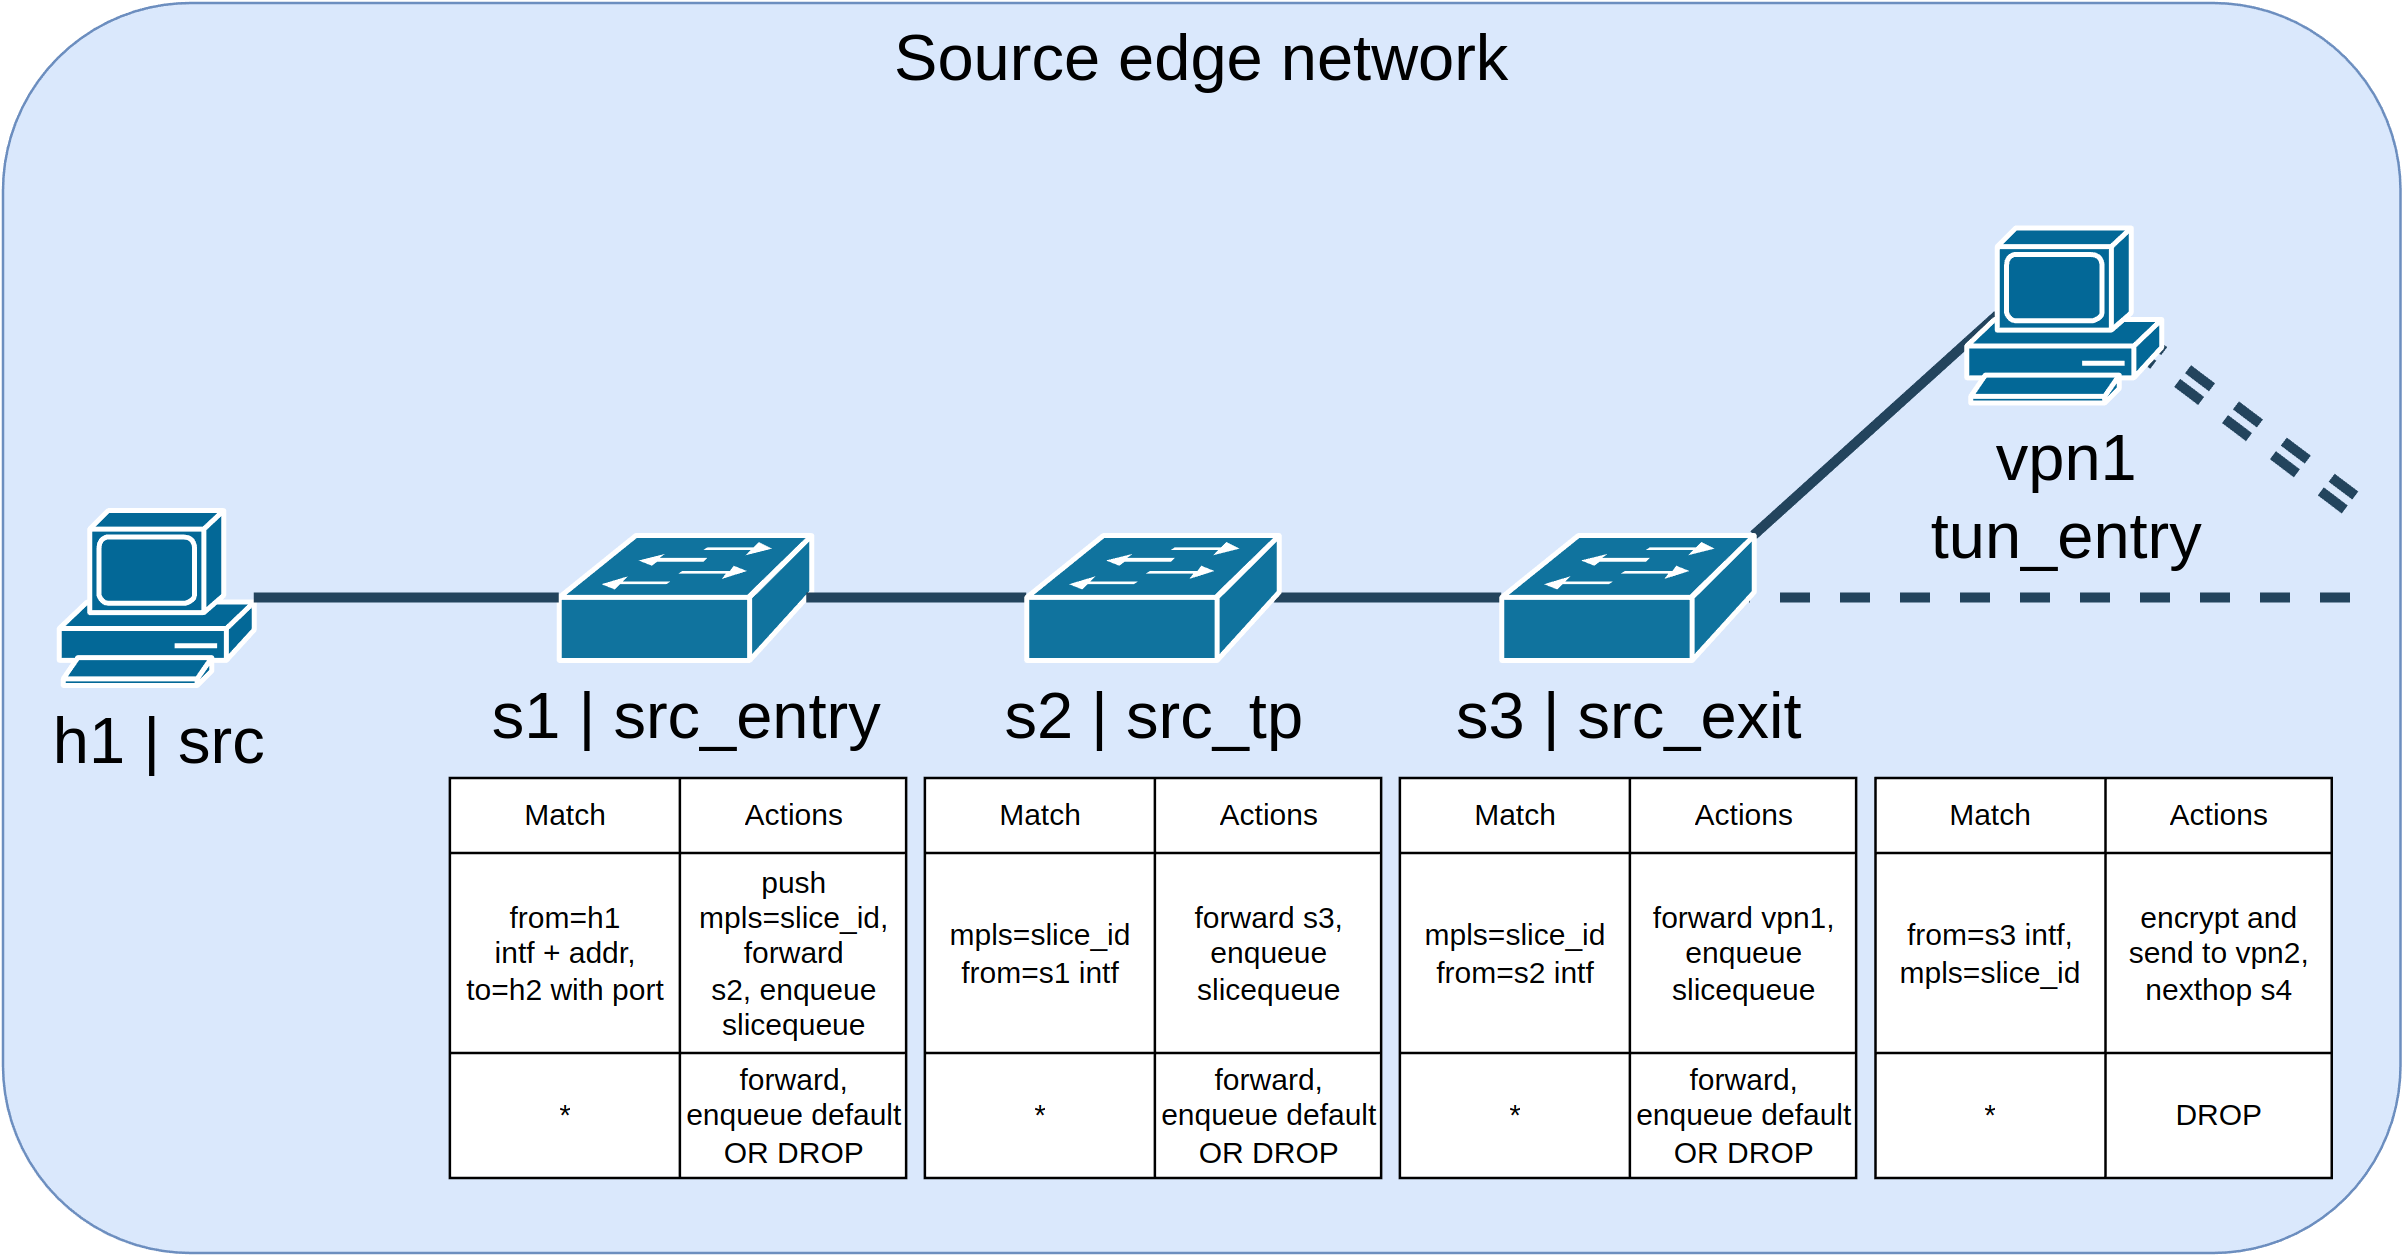 Source edge network
vpn1
tun_entry
h1 | src
s1 | src_entry
s2 | src_tp
s3 | src_exit
Match
Actions
from=h1
intf + addr,
to=h2 with port
push
mpls=slice_id,
forward
s2, enqueue
slicequeue
*
forward,
enqueue default
OR DROP
Match
Actions
mpls=slice_id
from=s1 intf
forward s3,
enqueue
slicequeue
*
forward,
enqueue default
OR DROP
Match
Actions
mpls=slice_id
from=s2 intf
forward vpn1,
enqueue
slicequeue
*
forward,
enqueue default
OR DROP
Match
Actions
from=s3 intf,
mpls=slice_id
encrypt and
send to vpn2,
nexthop s4
*
DROP